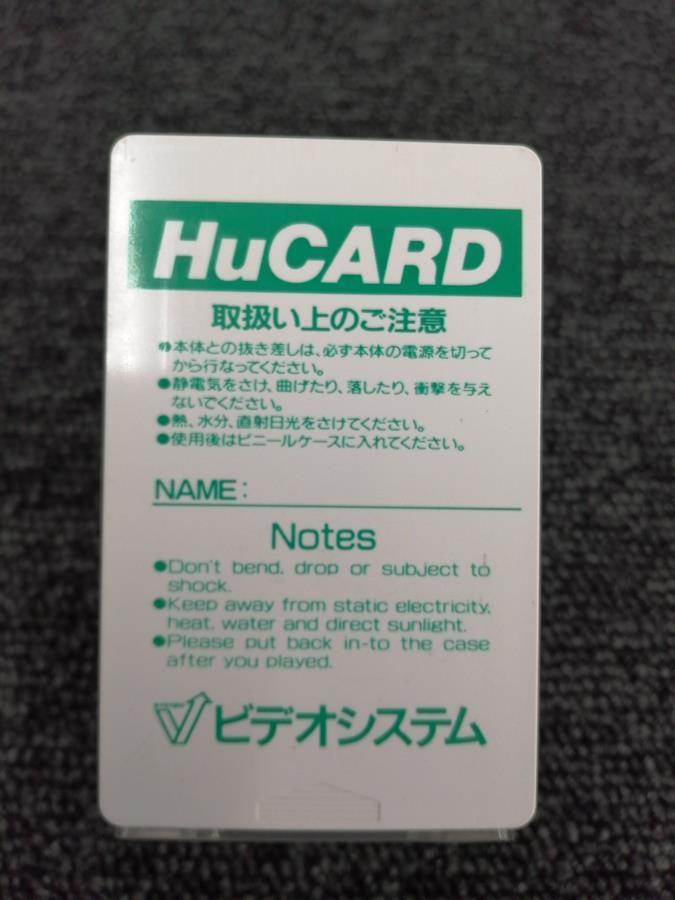 HuCARD
取扱い上のご注意
●本体との抜き差しは、必ず本体の電源を切って
から行なってください。
●静電気をさけ、曲げたり、落したり、衝撃を与え
ないでください。
●熱、水分、直射日光をさけてください。
●使用後はビニールケースに入れてください。
NAME:
Notes
●Don't bend, drop or subject to
shock.
●Keep away from static electricity,
heat, water and direct sunlight.
●Please put back in-to the case
after you played.
ビデオシステム